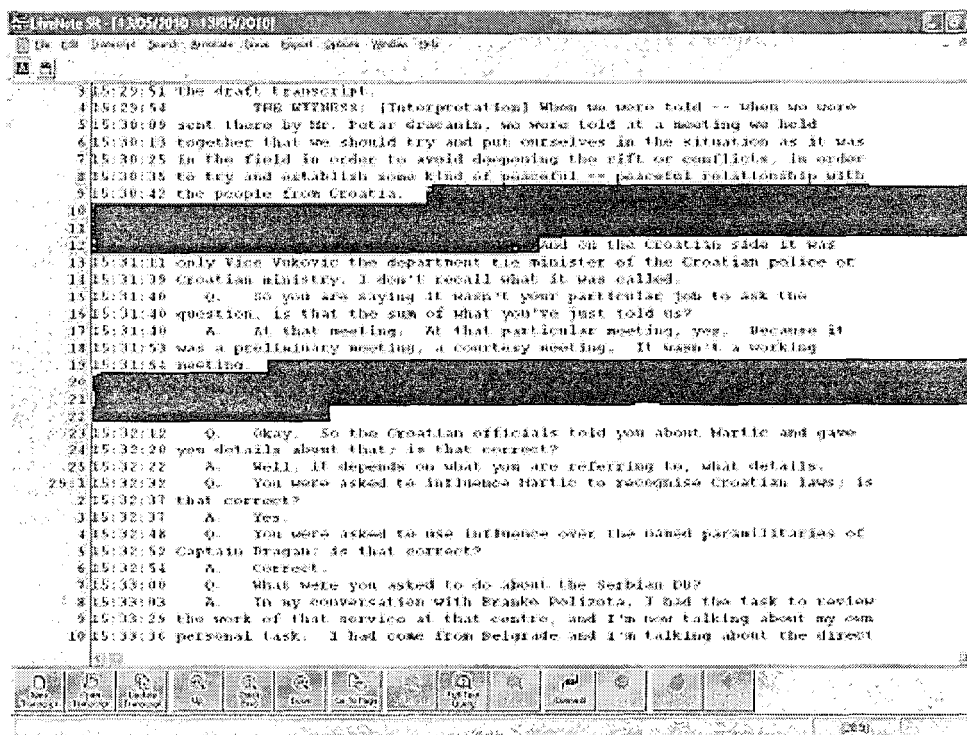 LiveNote SR - [13/05/2010 - 13/05/2010]
File Edit Transcript Search Annotate View Export Options Window Help
3 15:29:51 the draft transcript.
4 15:29:54 THE WITNESS: [Interpretation] When we were told -- when we were
5 15:30:09 sent there by Mr. Petar Gracanin, we were told at a meeting we held
6 15:30:13 together that we should try and put ourselves in the situation as it was
7 15:30:25 in the field in order to avoid deepening the rift or conflicts, in order
8 15:30:35 to try and establish some kind of peaceful -- peaceful relationship with
9 15:30:42 the people from Croatia.
10
11
12 And on the Croatian side it was
13 15:31:11 only Vice Vukovic the department the minister of the Croatian police or
14 15:31:39 Croatian ministry. I don't recall what it was called.
15 15:31:40 Q. So you are saying it wasn't your particular job to ask the
16 15:31:40 question, is that the sum of what you've just told us?
17 15:31:40 A. At that meeting. At that particular meeting, yes. Because it
18 15:31:53 was a preliminary meeting, a courtesy meeting. It wasn't a working
19 15:31:54 meeting.
20
21
22
23 15:32:12 Q. Okay. So the Croatian officials told you about Martic and gave
24 15:32:20 you details about that; is that correct?
25 15:32:22 A. Well, it depends on what you are referring to, what details.
1 15:32:32 Q. You were asked to influence Martic to recognise Croatian laws; is
2 15:32:37 that correct?
3 15:32:37 A. Yes.
4 15:32:48 Q. You were asked to use influence over the named paramilitaries of
5 15:32:52 Captain Dragan; is that correct?
6 15:32:54 A. Correct.
7 15:33:00 Q. What were you asked to do about the Serbian DB?
8 15:33:03 A. In my conversation with Branko Polizota, I had the task to review
9 15:33:29 the work of that service at that centre, and I'm now talking about my own
10 15:33:36 personal task. I had come from Belgrade and I'm talking about the direct
Up
Go To Page